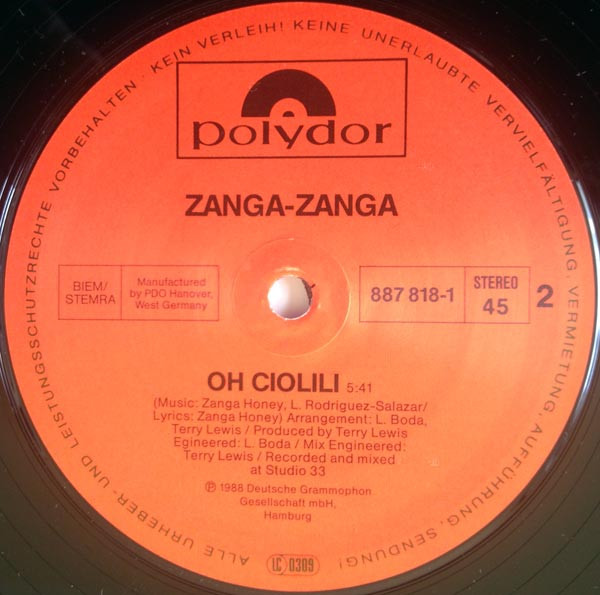 ALLE URHEBER- UND LEISTUNGSSCHUTZRECHTE VORBEHALTEN · KEIN VERLEIH! KEINE UNERLAUBTE VERVIELFÄLTIGUNG, VERMIETUNG, AUFFÜHRUNG, SENDUNG!
polydor
ZANGA-ZANGA
BIEM/
STEMRA
Manufactured
by PDO Hanover,
West Germany
887 818-1
STEREO
45
2
OH CIOLILI 5:41
(Music: Zanga Honey, L. Rodriguez-Salazar/
Lyrics: Zanga Honey) Arrangement: L. Boda,
Terry Lewis / Produced by Terry Lewis
Egineered: L. Boda / Mix Engineered:
Terry Lewis / Recorded and mixed
at Studio 33
℗ 1988 Deutsche Grammophon
Gesellschaft mbH,
Hamburg
LC 0309